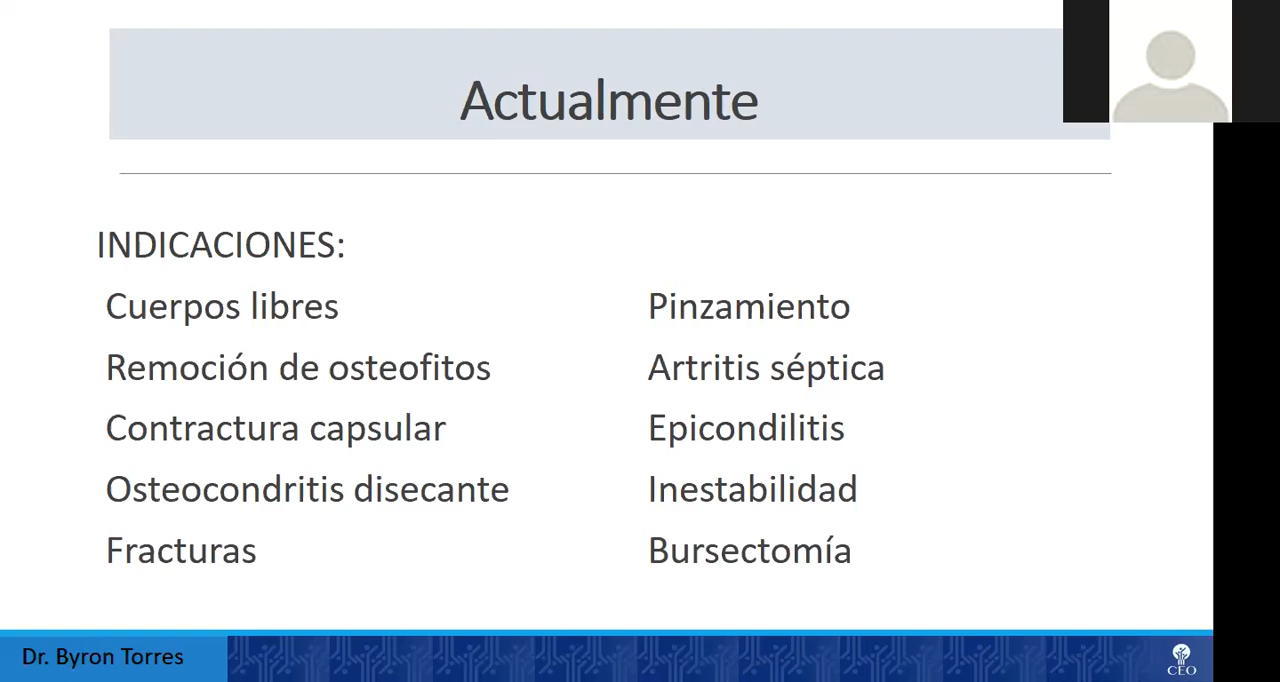 Actualmente
INDICACIONES:
Cuerpos libres
Remoción de osteofitos
Contractura capsular
Osteocondritis disecante
Fracturas
Pinzamiento
Artritis séptica
Epicondilitis
Inestabilidad
Bursectomía
Dr. Byron Torres
CEO